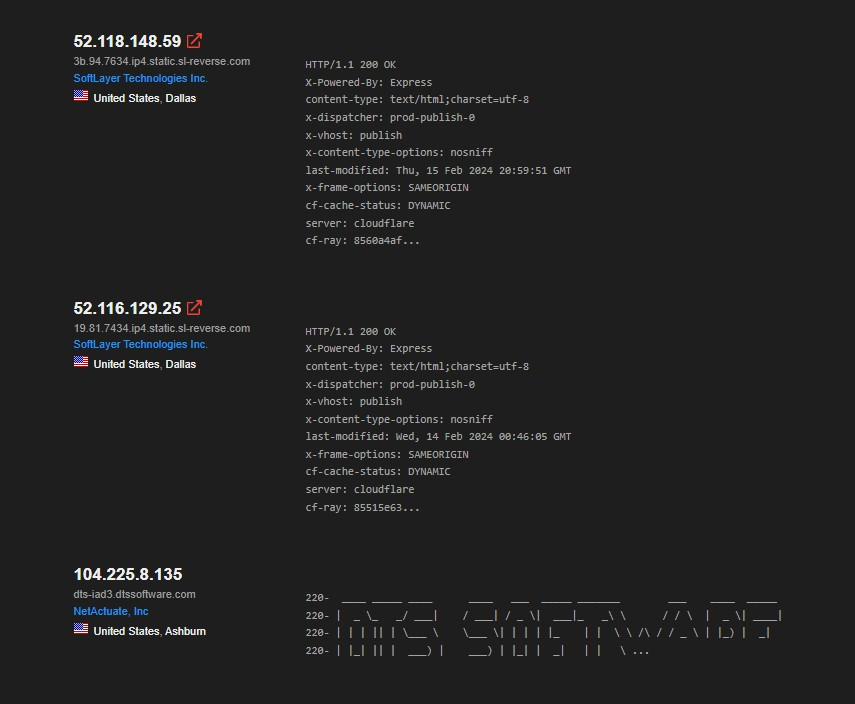 52.118.148.59
3b.94.7634.ip4.static.sl-reverse.com
SoftLayer Technologies Inc.
United States, Dallas
HTTP/1.1 200 OK
X-Powered-By: Express
content-type: text/html;charset=utf-8
x-dispatcher: prod-publish-0
x-vhost: publish
x-content-type-options: nosniff
last-modified: Thu, 15 Feb 2024 20:59:51 GMT
x-frame-options: SAMEORIGIN
cf-cache-status: DYNAMIC
server: cloudflare
cf-ray: 8560a4af...
52.116.129.25
19.81.7434.ip4.static.sl-reverse.com
SoftLayer Technologies Inc.
United States, Dallas
HTTP/1.1 200 OK
X-Powered-By: Express
content-type: text/html;charset=utf-8
x-dispatcher: prod-publish-0
x-vhost: publish
x-content-type-options: nosniff
last-modified: Wed, 14 Feb 2024 00:46:05 GMT
x-frame-options: SAMEORIGIN
cf-cache-status: DYNAMIC
server: cloudflare
cf-ray: 85515e63...
104.225.8.135
dts-iad3.dtssoftware.com
NetActuate, Inc
United States, Ashburn
220-  ____ _____ ____      ____   ___  _____ _______        ___    ____  _____
220- |  _ \_   _/ ___|    / ___| / _ \|  ___|_   _\ \      / / \  |  _ \| ____|
220- | | | || | \___ \    \___ \| | | | |_    | |  \ \ /\ / / _ \ | |_) |  _|
220- | |_| || |  ___) |    ___) | |_| |  _|   | |   \ ...